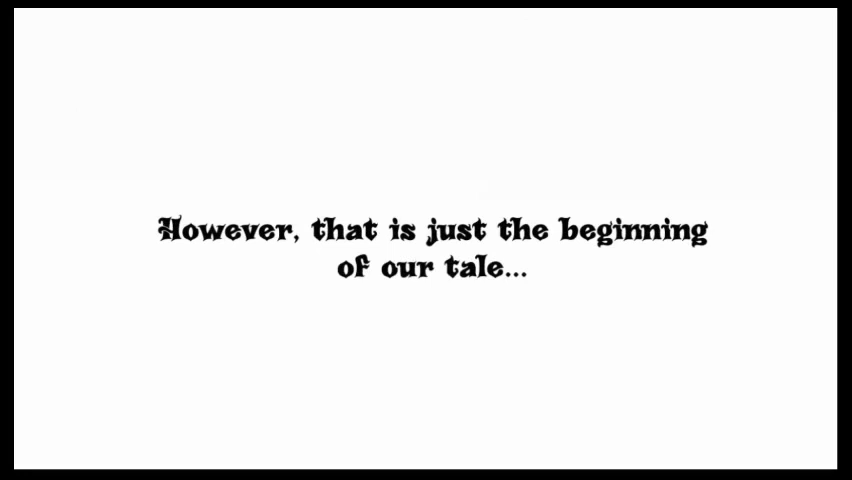 However, that is just the beginning
of our tale...